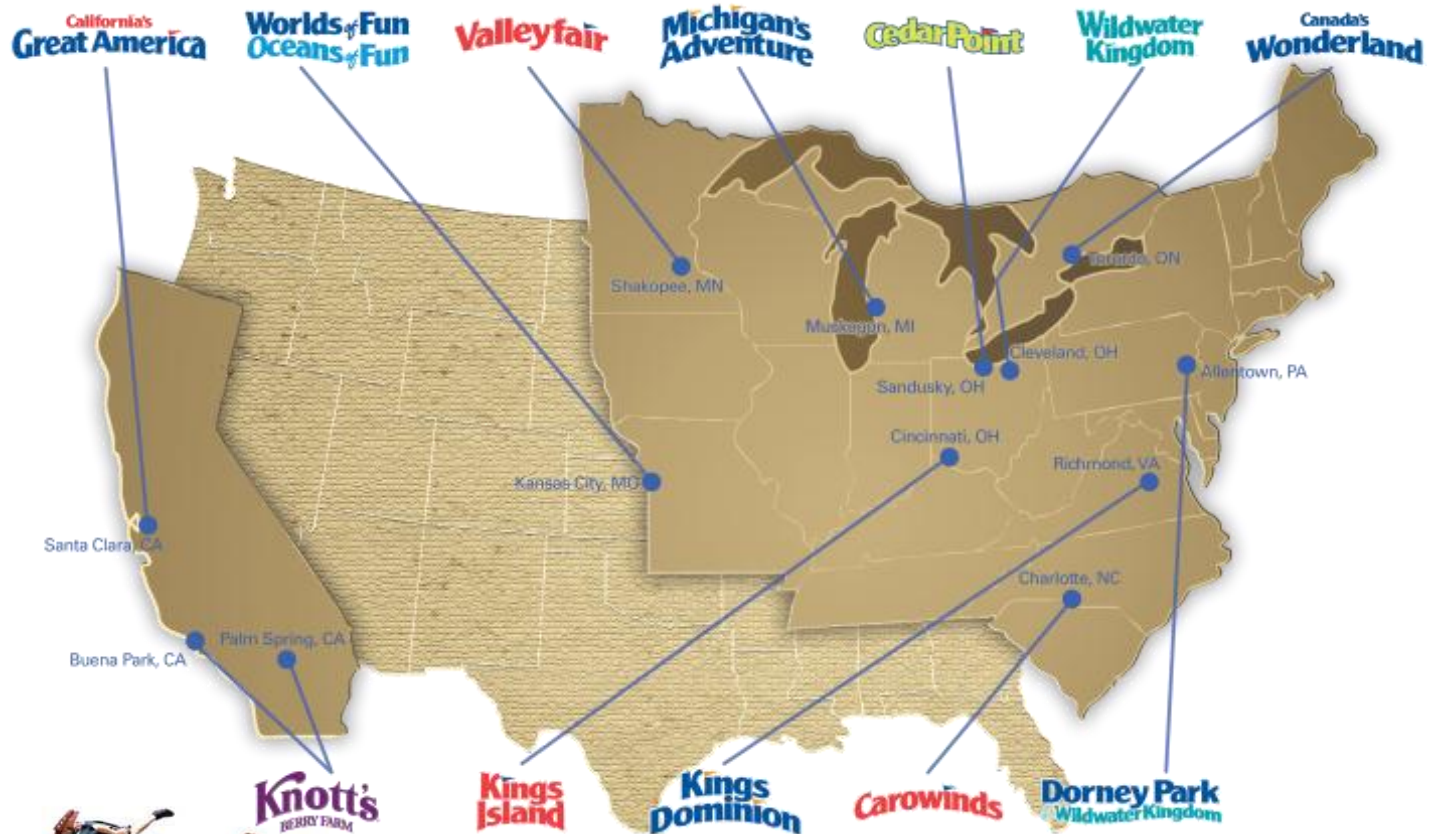 California's
Great America
Worlds of Fun
Oceans of Fun
Valleyfair
Michigan's
Adventure
Cedar Point
Wildwater
Kingdom
Canada's
Wonderland
Shakopee, MN
Toronto, ON
Muskegon, MI
Cleveland, OH
Sandusky, OH
Allentown, PA
Cincinnati, OH
Richmond, VA
Kansas City, MO
Santa Clara, CA
Charlotte, NC
Palm Spring, CA
Buena Park, CA
Knott's
BERRY FARM
Kings
Island
Kings
Dominion
Carowinds
Dorney Park
& Wildwater Kingdom